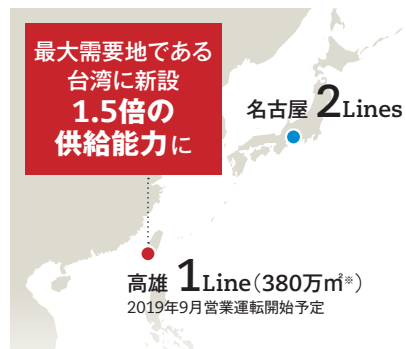 最大需要地である
台湾に新設
1.5倍の
供給能力に
名古屋 2Lines
高雄 1Line（380万㎡※）
2019年9月営業運転開始予定